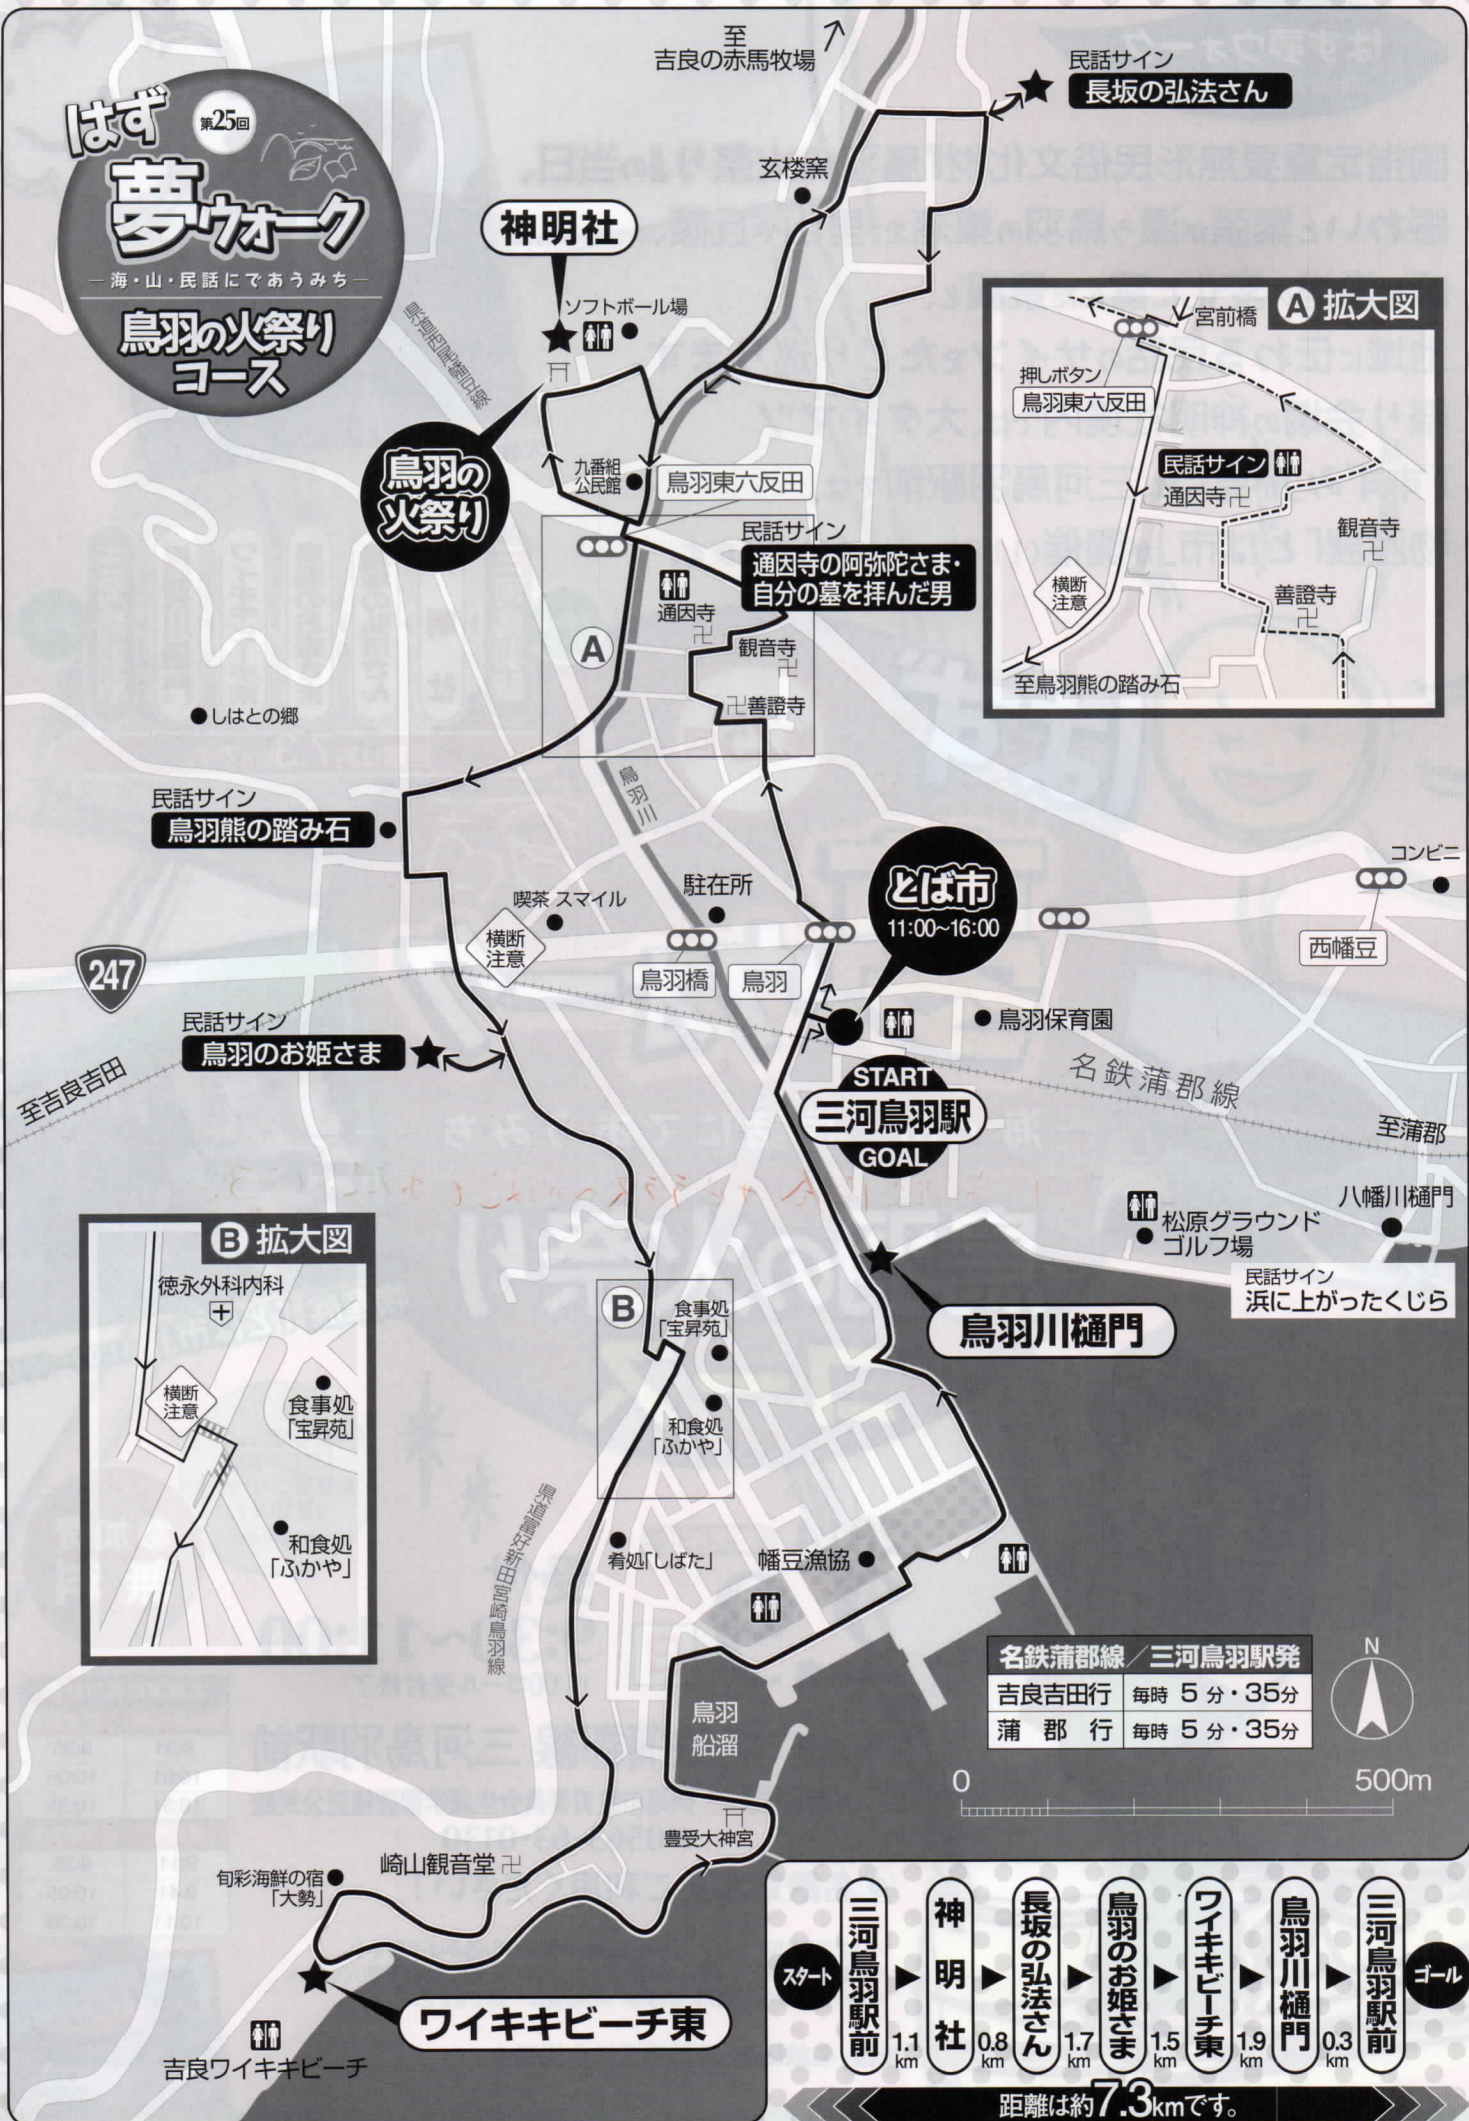 はず
第25回
夢ウォーク
―海・山・民話にであうみち―
鳥羽の火祭り
コース
至
吉良の赤馬牧場
民話サイン
長坂の弘法さん
玄楼窯
神明社
ソフトボール場
県道西尾幡豆線
鳥羽の
火祭り
九番組
公民館
鳥羽東六反田
民話サイン
通因寺の阿弥陀さま・
自分の墓を拝んだ男
A
通因寺
観音寺
善證寺
A 拡大図
宮前橋
押しボタン
鳥羽東六反田
民話サイン
通因寺
観音寺
善證寺
横断
注意
至鳥羽熊の踏み石
しはとの郷
鳥羽川
民話サイン
鳥羽熊の踏み石
喫茶 スマイル
横断
注意
駐在所
とば市
11:00~16:00
コンビニ
247
鳥羽橋
鳥羽
西幡豆
民話サイン
鳥羽のお姫さま
鳥羽保育園
至吉良吉田
名鉄蒲郡線
至蒲郡
START
三河鳥羽駅
GOAL
松原グラウンド
ゴルフ場
八幡川樋門
民話サイン
浜に上がったくじら
鳥羽川樋門
B 拡大図
徳永外科内科
横断
注意
食事処
「宝昇苑」
和食処
「ふかや」
B
食事処
「宝昇苑」
和食処
「ふかや」
県道富好新田宮崎鳥羽線
肴処「しばた」
幡豆漁協
鳥羽
船溜
名鉄蒲郡線/三河鳥羽駅発
吉良吉田行 毎時 5 分・35分
蒲 郡 行 毎時 5 分・35分
N
0 500m
豊受大神宮
崎山観音堂
旬彩海鮮の宿
「大勢」
ワイキキビーチ東
吉良ワイキキビーチ
スタート
三河鳥羽駅前
1.1km
神明社
0.8km
長坂の弘法さん
1.7km
鳥羽のお姫さま
1.5km
ワイキキビーチ東
1.9km
鳥羽川樋門
0.3km
三河鳥羽駅前
ゴール
距離は約7.3kmです。